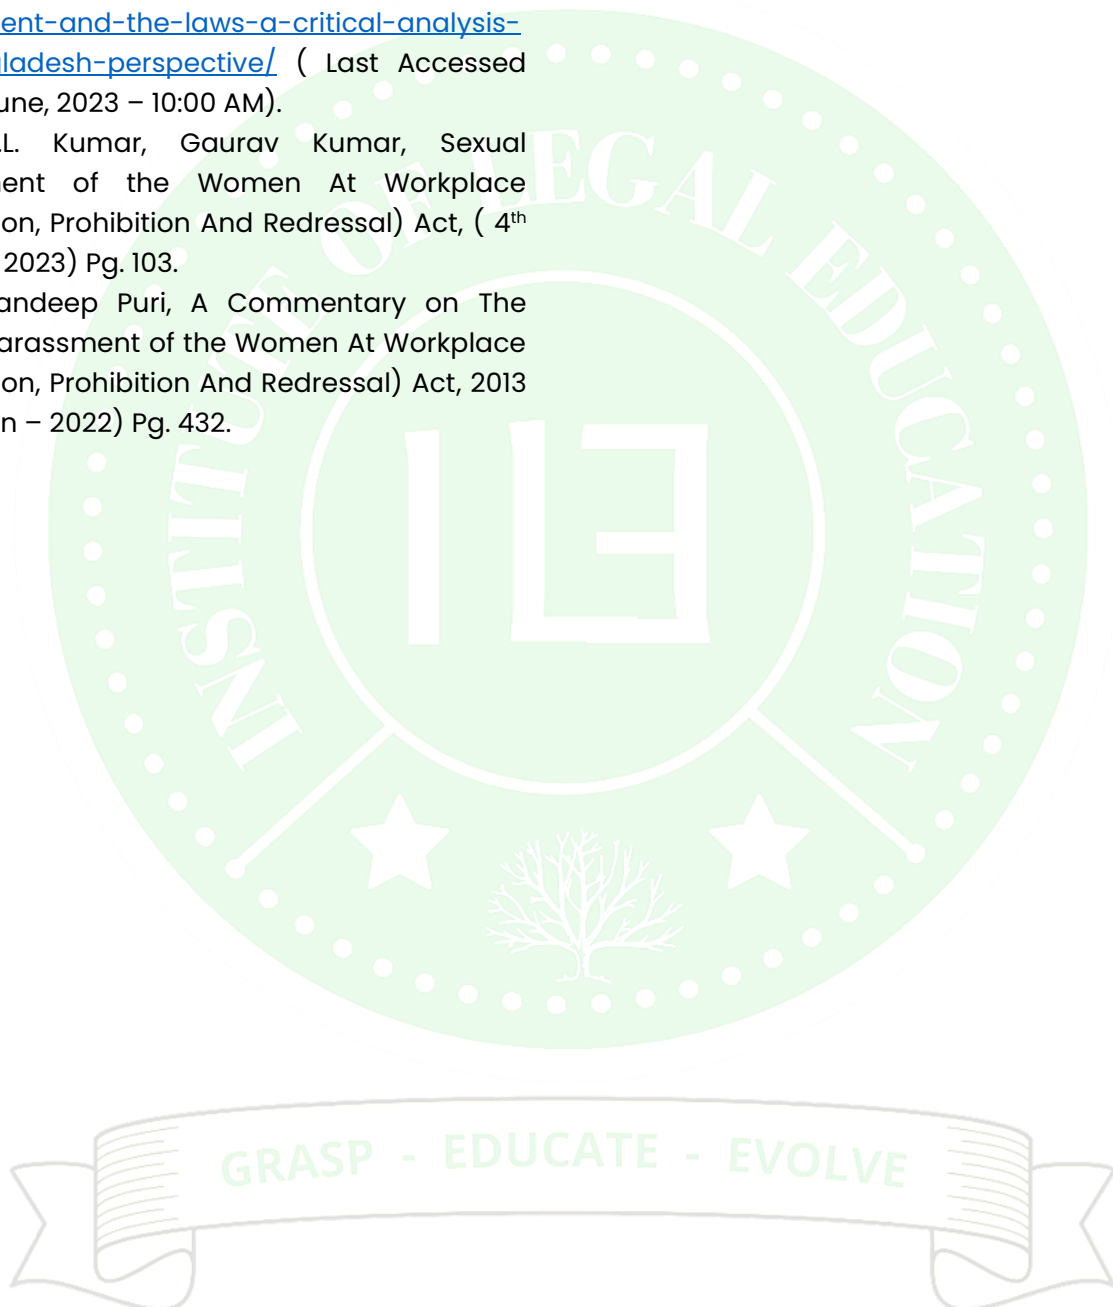 ent-and-the-laws-a-critical-analysis-
ladesh-perspective/ ( Last Accessed
une, 2023 – 10:00 AM).
.L. Kumar, Gaurav Kumar, Sexual
ent of the Women At Workplace
on, Prohibition And Redressal) Act, ( 4th
2023) Pg. 103.
andeep Puri, A Commentary on The
arassment of the Women At Workplace
on, Prohibition And Redressal) Act, 2013
n – 2022) Pg. 432.
INSTITUTE OF LEGAL EDUCATION
ILE
GRASP - EDUCATE - EVOLVE